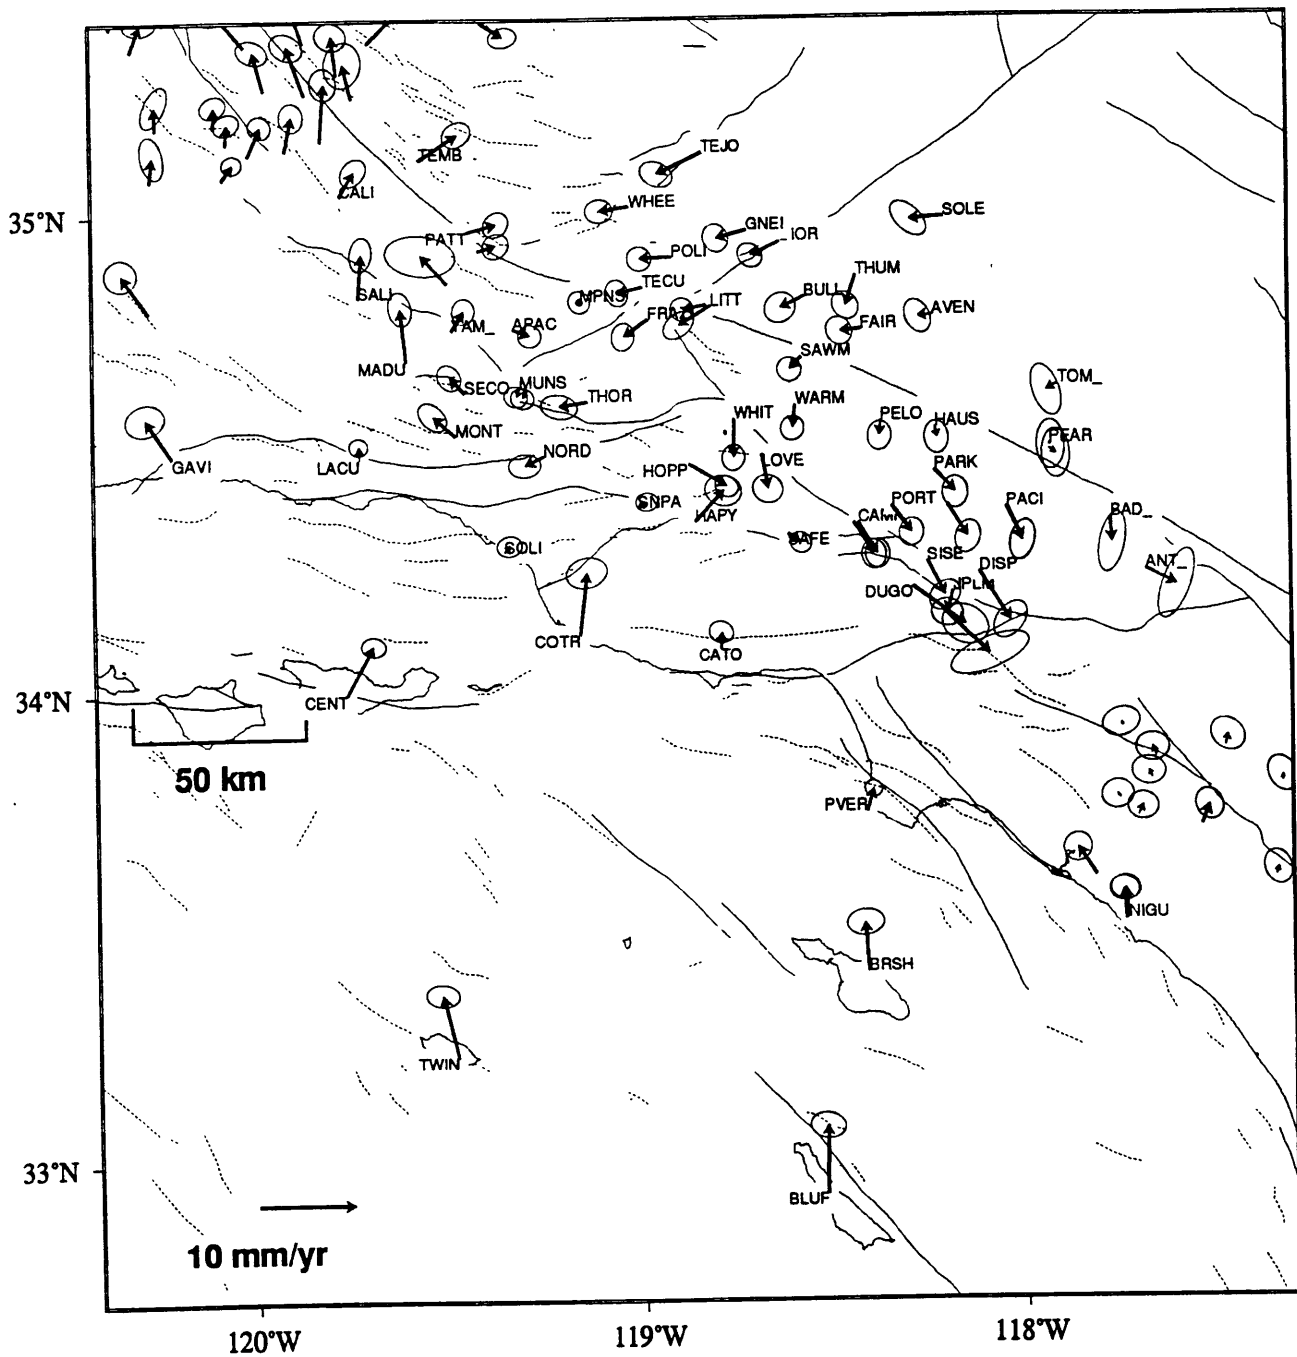 TEJO
TEMB
CALI
WHEE
SOLE
35°N
GNEI
IOR
PATT
POLI
THUM
SALI
TECU
BULL
MPNS
LITT
AVEN
FRAZ
FAIR
TAM_
APAC
SAWM
MADU
TOM_
SECO
MUNS
THOR
WARM
WHIT
PELO
HAUS
MONT
PEAR
NORD
LOVE
GAVI
LACU
HOPP
PARK
SNPA
HAPY
PORT
PACI
BAD_
SAFE
SOLI
SISE
DISP
ANT_
DUGO
JPLM
COTR
CATO
34°N
CENT
50 km
PVER
NIGU
BRSH
TWIN
33°N
BLUF
10 mm/yr
120°W
119°W
118°W